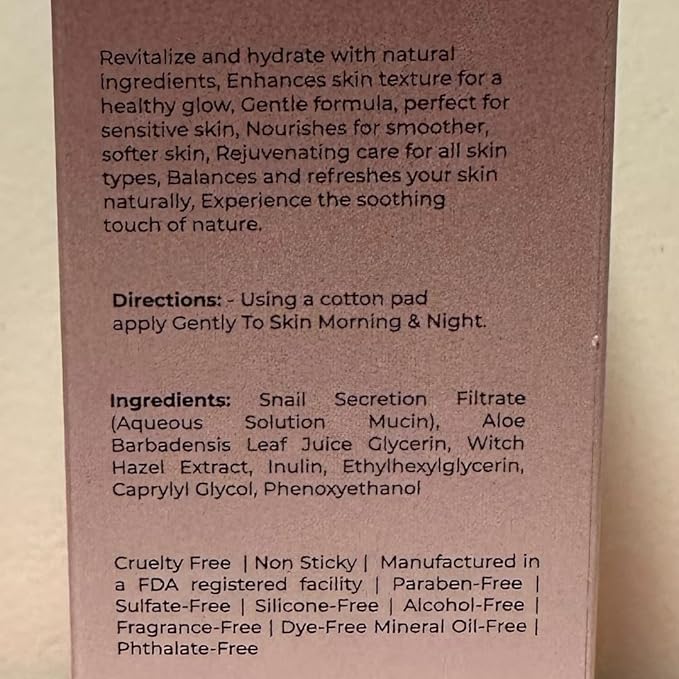 Revitalize and hydrate with natural
ingredients, Enhances skin texture for a
healthy glow, Gentle formula, perfect for
sensitive skin, Nourishes for smoother,
softer skin, Rejuvenating care for all skin
types, Balances and refreshes your skin
naturally, Experience the soothing
touch of nature.
Directions: - Using a cotton pad
apply Gently To Skin Morning & Night.
Ingredients: Snail Secretion Filtrate
(Aqueous Solution Mucin), Aloe
Barbadensis Leaf Juice Glycerin, Witch
Hazel Extract, Inulin, Ethylhexylglycerin,
Caprylyl Glycol, Phenoxyethanol
Cruelty Free | Non Sticky | Manufactured in
a FDA registered facility | Paraben-Free |
Sulfate-Free | Silicone-Free | Alcohol-Free |
Fragrance-Free | Dye-Free Mineral Oil-Free |
Phthalate-Free